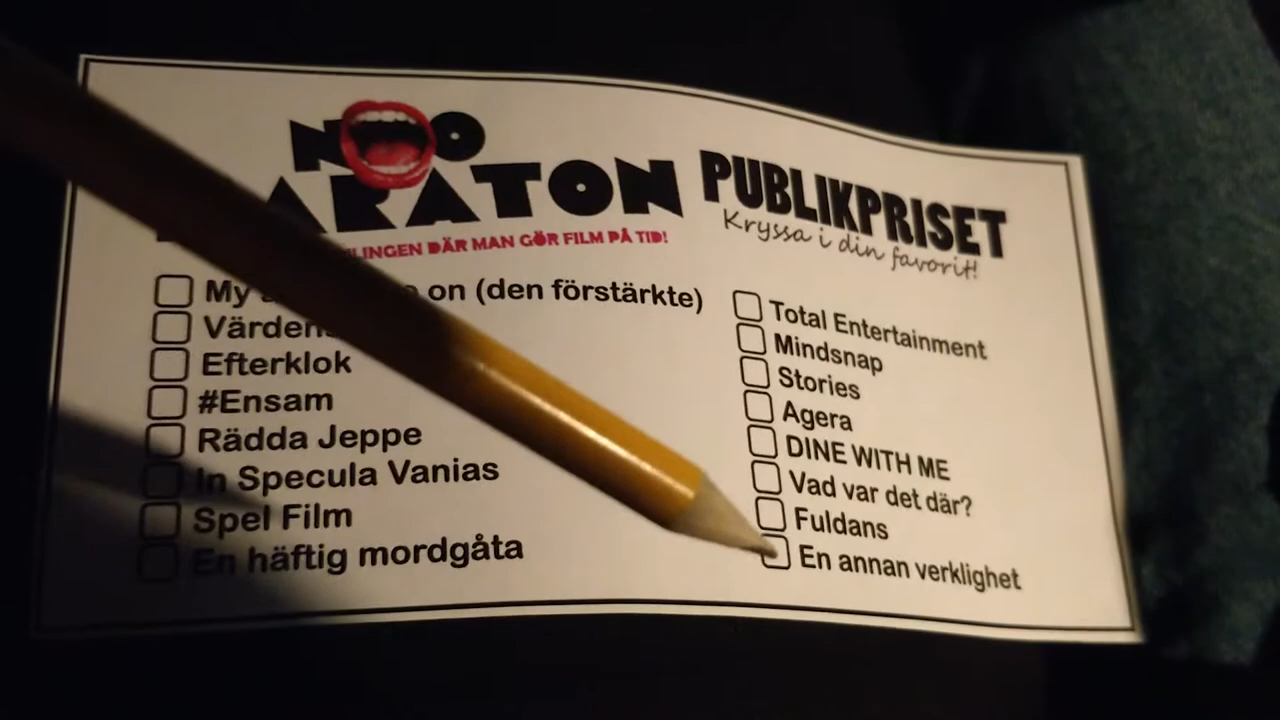 ARATON
DÄR MAN GÖR FILM PÅ TID!
PUBLIKPRISET
Kryssa i din favorit!
My on (den förstärkte)
Efterklok
#Ensam
Rädda Jeppe
In Specula Vanias
Spel Film
En häftig mordgåta
Total Entertainment
Mindsnap
Stories
Agera
DINE WITH ME
Vad var det där?
Fuldans
En annan verklighet